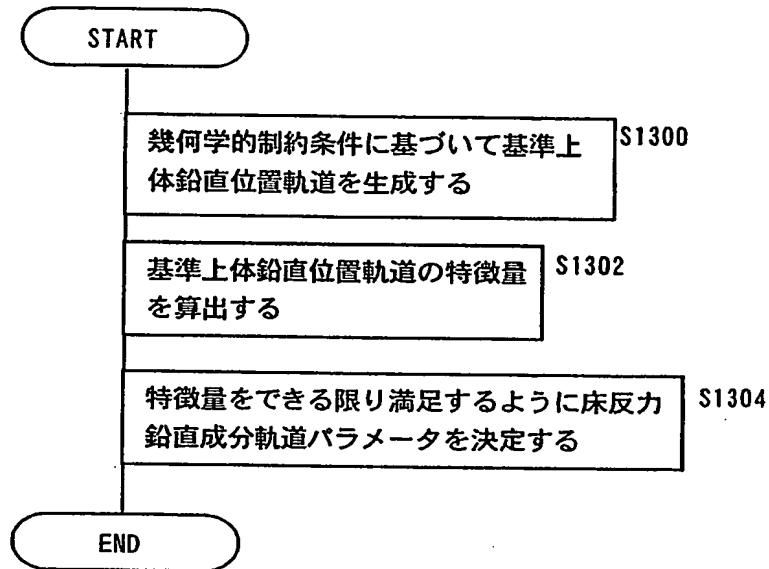 START
幾何学的制約条件に基づいて基準上
体鉛直位置軌道を生成する
S1300
基準上体鉛直位置軌道の特徴量
を算出する
S1302
特徴量をできる限り満足するように床反力
鉛直成分軌道パラメータを決定する
S1304
END